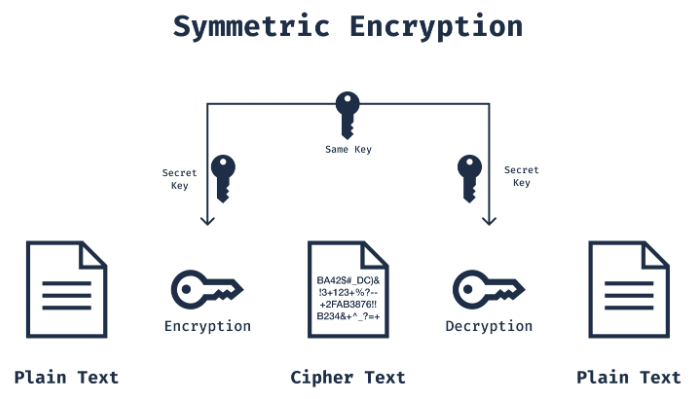 Symmetric Encryption
Same Key
Secret
Key
Secret
Key
BA42S#_DC)&
!3+123+%?--
+2FAB3876!!
B234&+^_?=+
Encryption
Decryption
Plain Text
Cipher Text
Plain Text